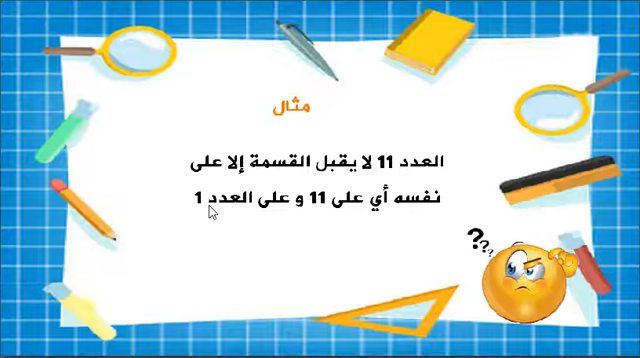 مثال
العدد 11 لا يقبل القسمة إلا على
نفسه أي على 11 و على العدد 1
???